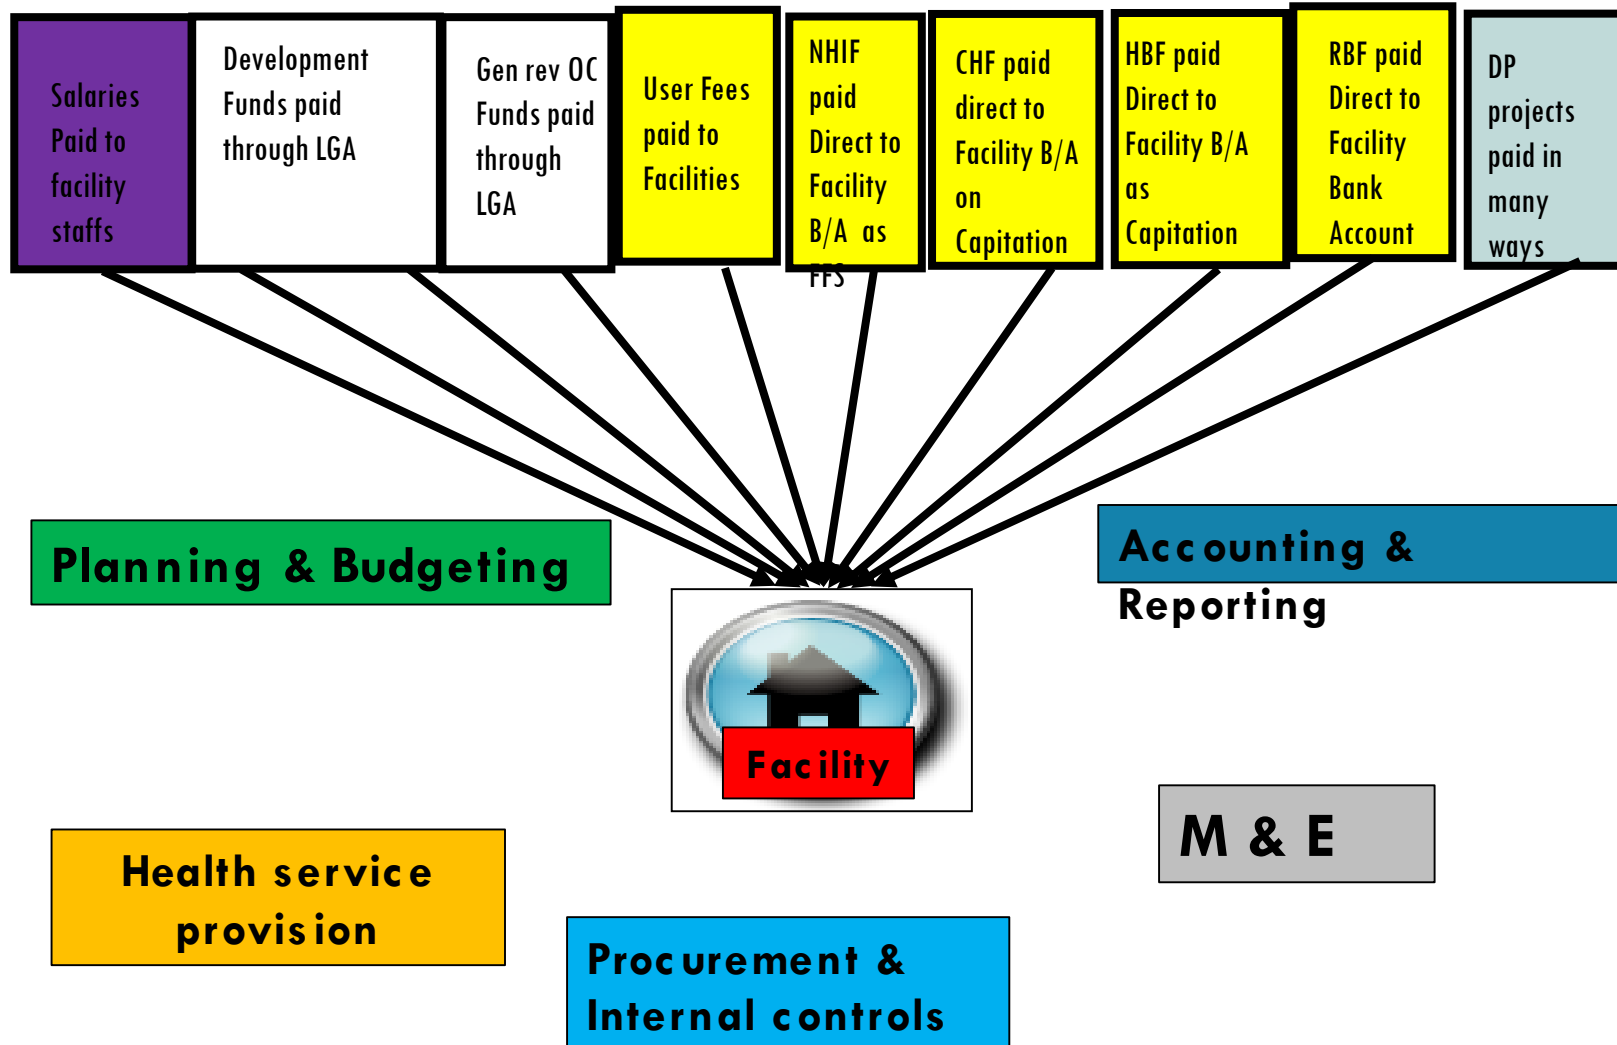 Salaries
Paid to
facility
staffs
Development
Funds paid
through LGA
Gen rev OC
Funds paid
through
LGA
User Fees
paid to
Facilities
NHIF
paid
Direct to
Facility
B/A as
FFS
CHF paid
direct to
Facility B/A
on
Capitation
HBF paid
Direct to
Facility B/A
as
Capitation
RBF paid
Direct to
Facility
Bank
Account
DP
projects
paid in
many
ways
Planning & Budgeting
Accounting &
Reporting
Facility
M & E
Health service
provision
Procurement &
Internal controls